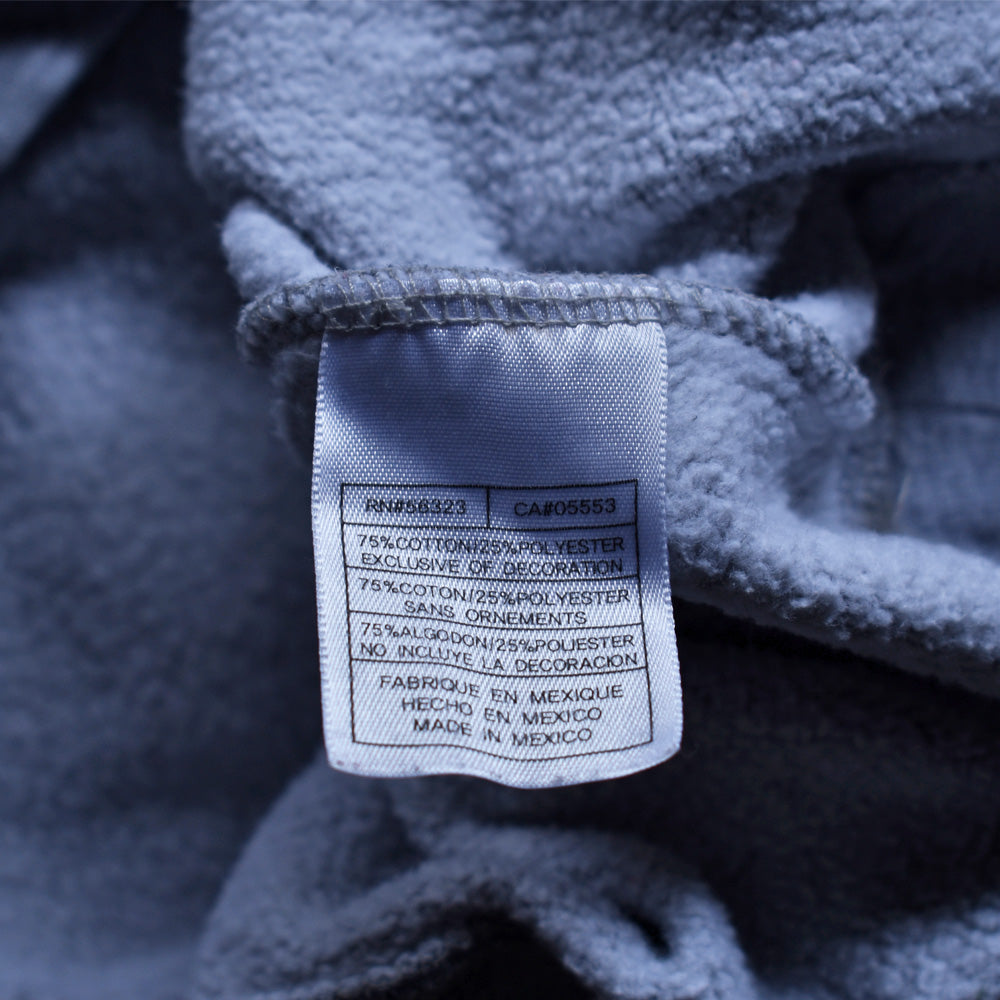 RN#56323 CA#05553
75%COTTON/25%POLYESTER
EXCLUSIVE OF DECORATION
75%COTON/25%POLYESTER
SANS ORNEMENTS
75%ALGODON/25%POLIESTER
NO INCLUYE LA DECORACION
FABRIQUE EN MEXIQUE
HECHO EN MEXICO
MADE IN MEXICO